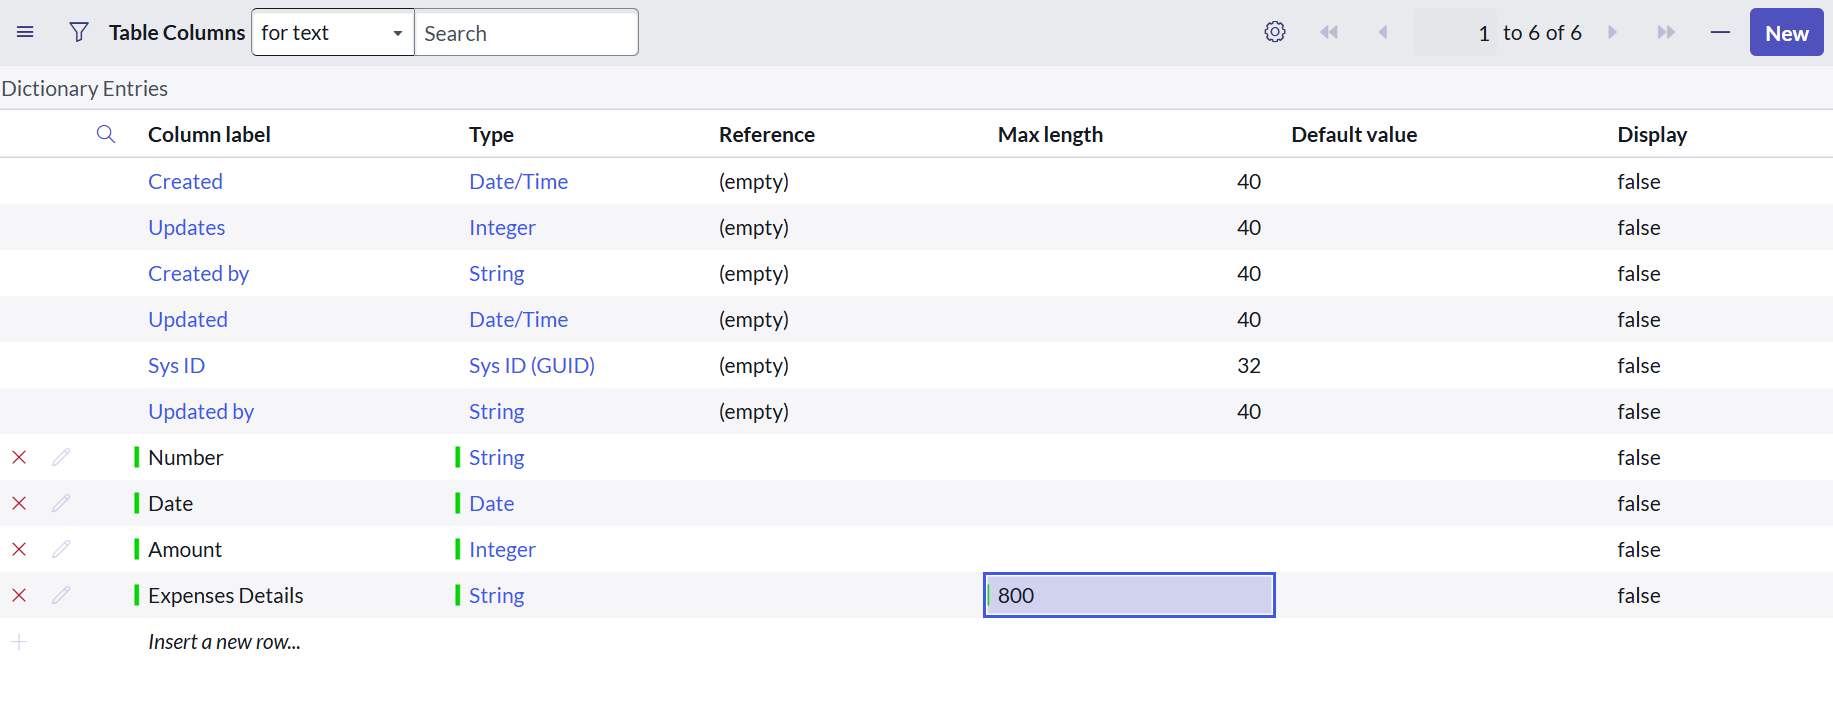 Table Columns for text Search 1 to 6 of 6 New
Dictionary Entries
Column label Type Reference Max length Default value Display
Created Date/Time (empty) 40 false
Updates Integer (empty) 40 false
Created by String (empty) 40 false
Updated Date/Time (empty) 40 false
Sys ID Sys ID (GUID) (empty) 32 false
Updated by String (empty) 40 false
Number String false
Date Date false
Amount Integer false
Expenses Details String 800 false
Insert a new row...